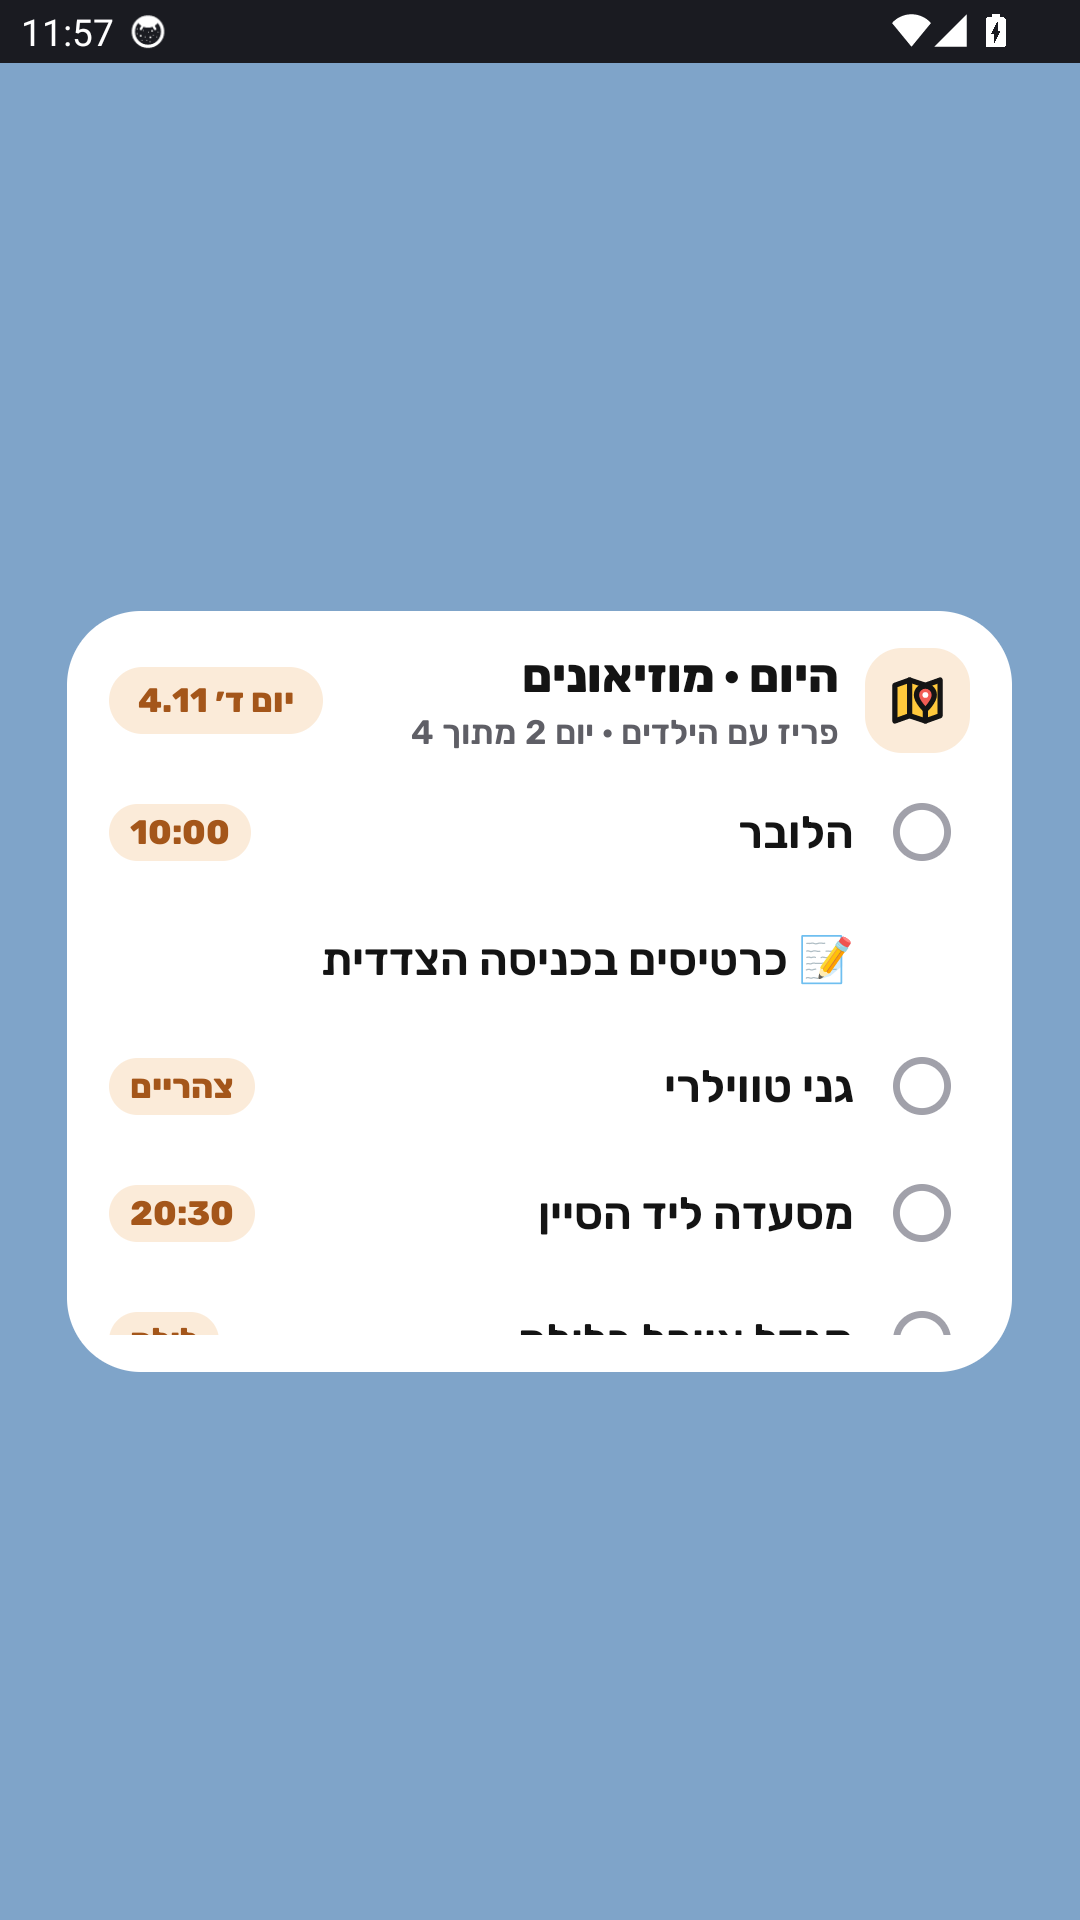 11:57
היום • מוזיאונים
פריז עם הילדים • יום 2 מתוך 4
יום ד׳ 4.11
הלובר
10:00
📝 כרטיסים בכניסה הצדדית
גני טווילרי
צהריים
מסעדה ליד הסיין
20:30